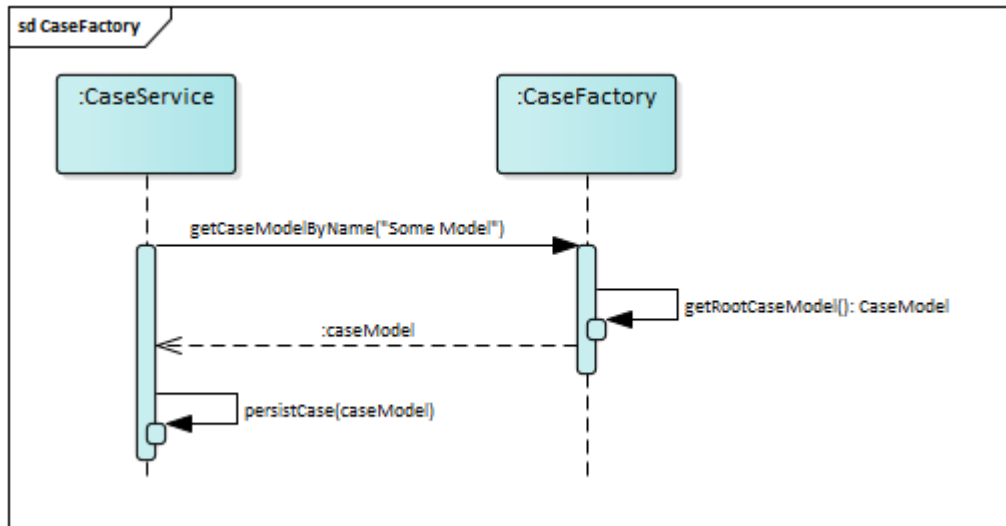 sd CaseFactory
:CaseService
:CaseFactory
getCaseModelByName("Some Model")
getRootCaseModel(): CaseModel
:caseModel
persistCase(caseModel)